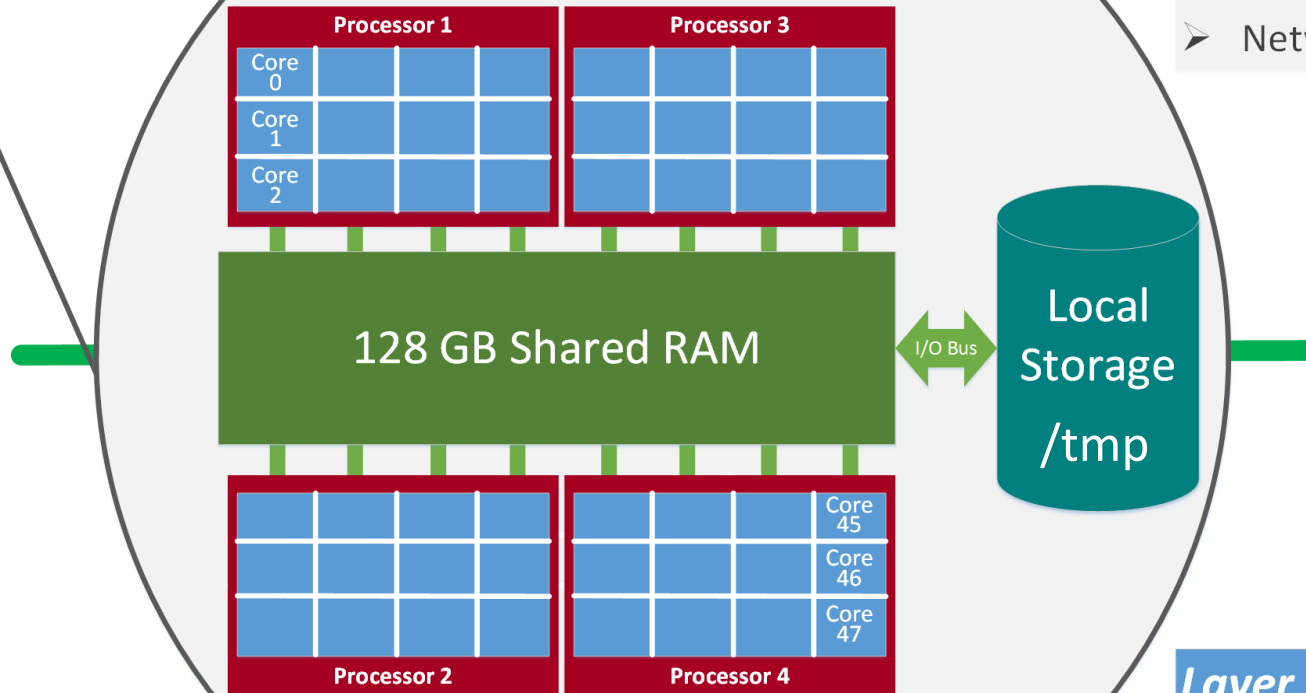 Processor 1
Processor 3
Core
0
Core
1
Core
2
128 GB Shared RAM
I/O Bus
Local
Storage
/tmp
Core
45
Core
46
Core
47
Processor 2
Processor 4
Layer